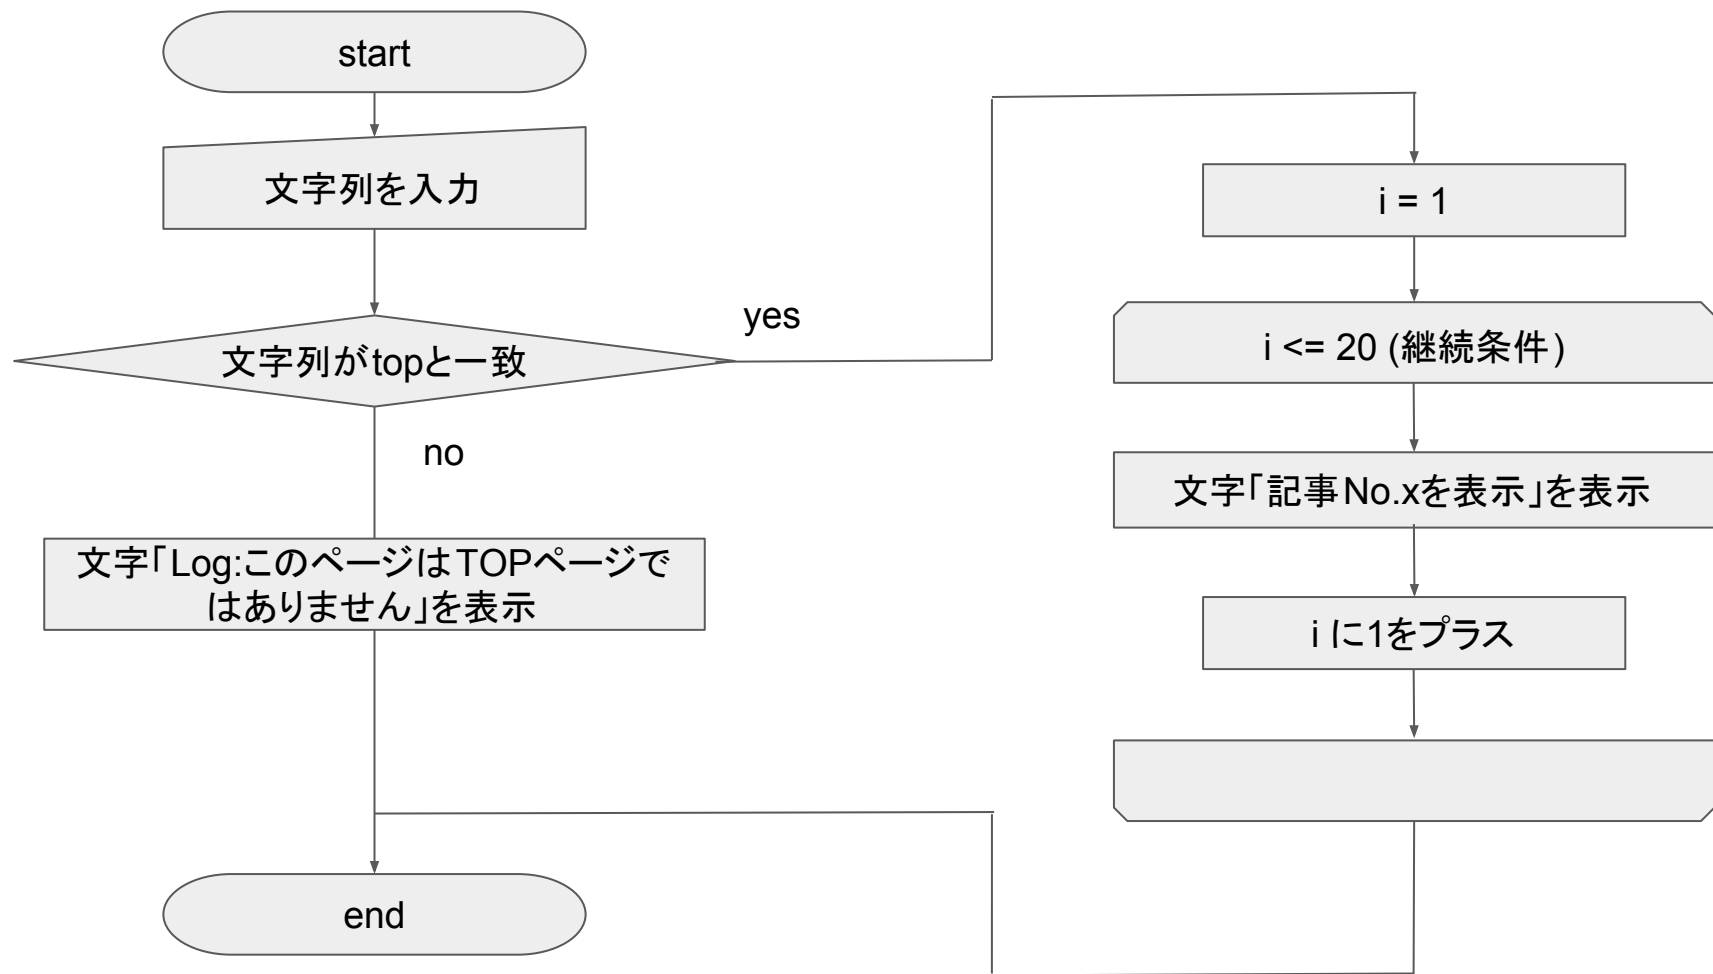 start
文字列を入力
文字列がtopと一致
yes
no
文字「Log:このページはTOPページで
はありません」を表示
end
i = 1
i <= 20 (継続条件)
文字「記事No.xを表示」を表示
i に1をプラス